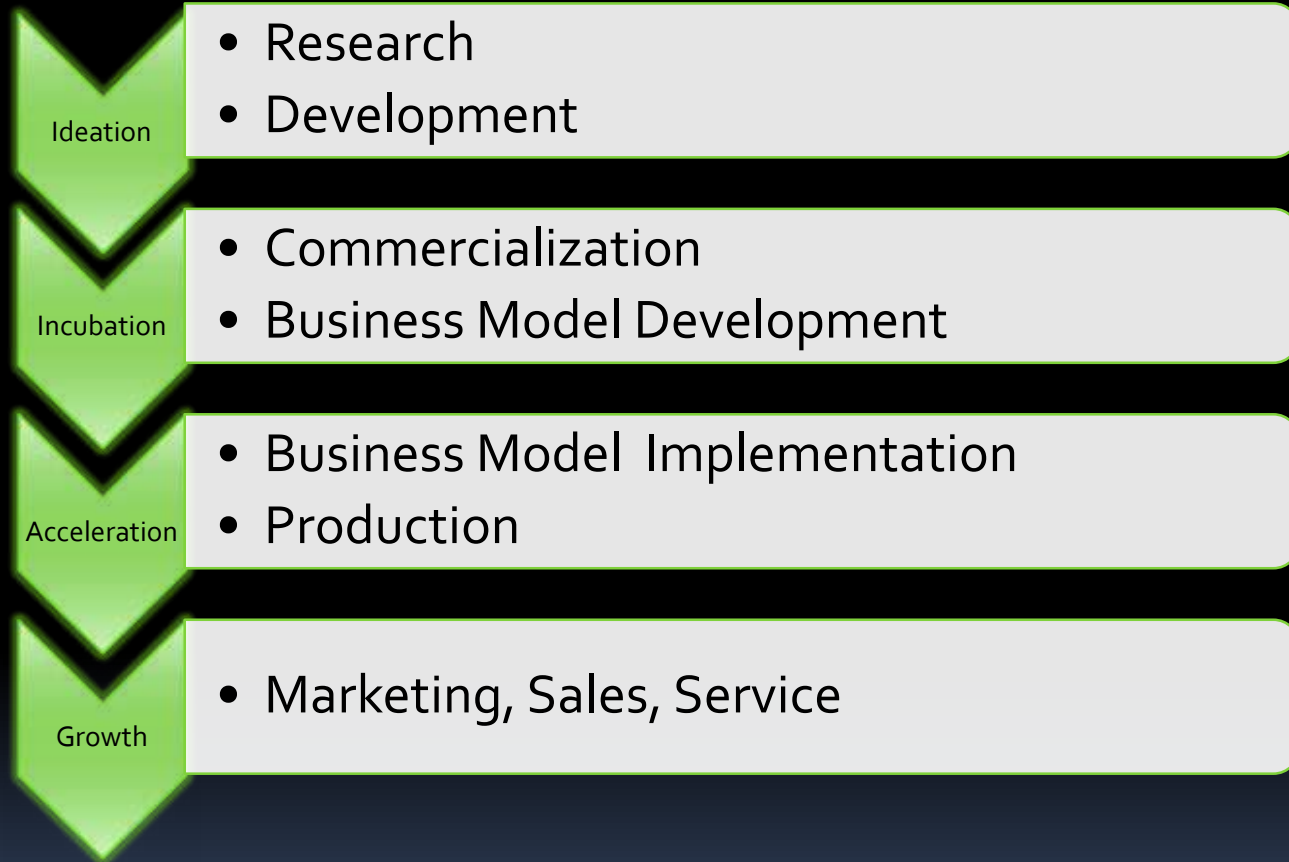 Ideation
• Research
• Development
Incubation
• Commercialization
• Business Model Development
Acceleration
• Business Model  Implementation
• Production
Growth
• Marketing, Sales, Service